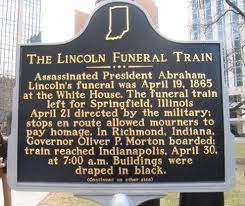 THE LINCOLN FUNERAL TRAIN
Assassinated President Abraham
Lincoln's funeral was April 19, 1865
at the White House. The funeral train
left for Springfield, Illinois
April 21 directed by the military;
stops en route allowed mourners to
pay homage. In Richmond, Indiana,
Governor Oliver P. Morton boarded;
train reached Indianapolis, April 30,
at 7:00 a.m. Buildings were
draped in black.
(Continued on other side)